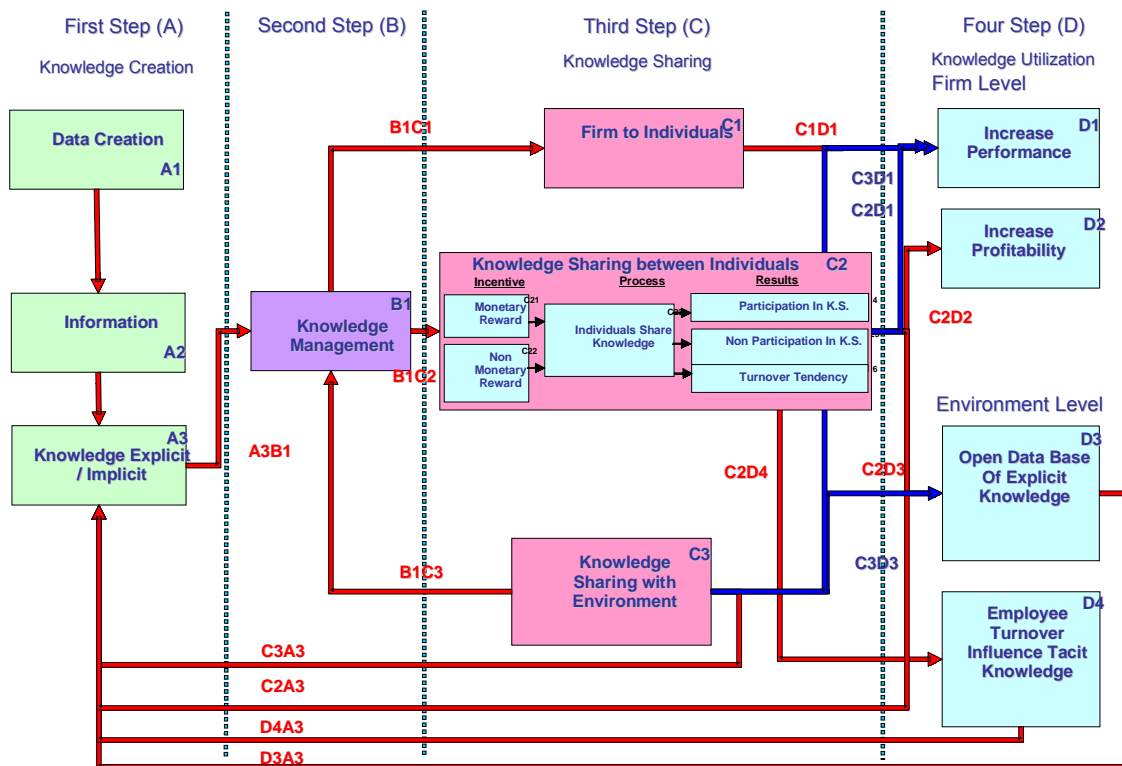 First Step (A)
Second Step (B)
Third Step (C)
Four Step (D)
Knowledge Creation
Knowledge Sharing
Knowledge Utilization
Firm Level
Data Creation
A1
Information
A2
A3
Knowledge Explicit
/ Implicit
A3B1
B1
Knowledge
Management
B1C1
B1C2
B1C3
C1
Firm to Individuals
C1D1
C3D1
C2D1
Knowledge Sharing between Individuals
C2
Incentive
Process
Results
C21
Monetary
Reward
C22
Non
Monetary
Reward
Individuals Share
Knowledge
4
Participation In K.S.
Non Participation In K.S.
6
Turnover Tendency
C2D2
C2D4
C2D3
C3D3
C3
Knowledge
Sharing with
Environment
D1
Increase
Performance
D2
Increase
Profitability
Environment Level
D3
Open Data Base
Of Explicit
Knowledge
D4
Employee
Turnover
Influence Tacit
Knowledge
C3A3
C2A3
D4A3
D3A3